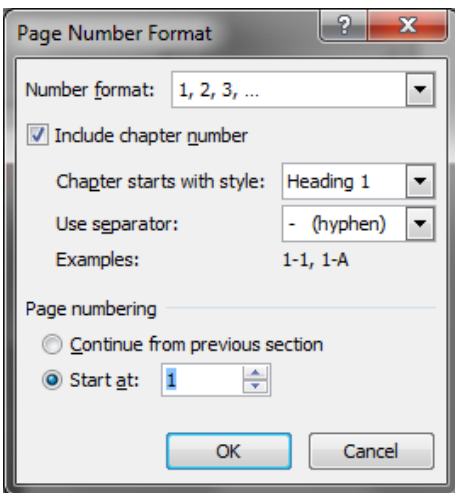 Page Number Format
Number format: 1, 2, 3, ...
Include chapter number
Chapter starts with style: Heading 1
Use separator: - (hyphen)
Examples: 1-1, 1-A
Page numbering
Continue from previous section
Start at: 1
OK Cancel